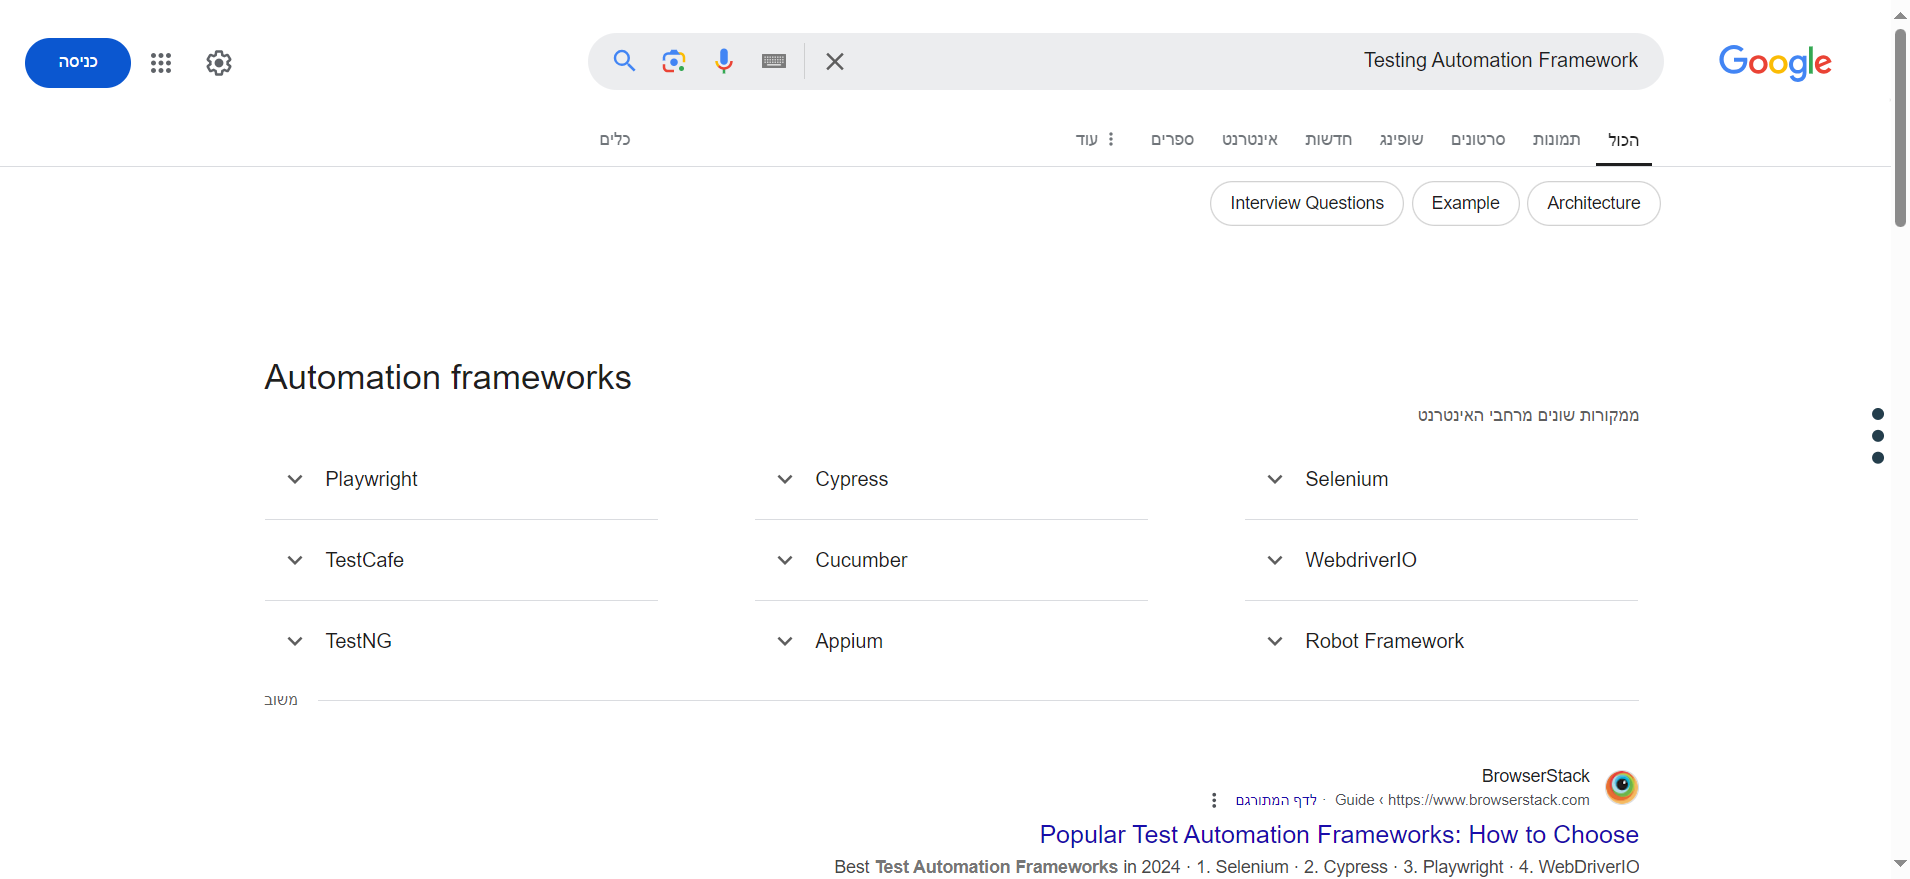 Google
Testing Automation Framework
כניסה
הכול
תמונות
סרטונים
שופינג
חדשות
אינטרנט
ספרים
עוד
כלים
Architecture
Example
Interview Questions
Automation frameworks
ממקורות שונים מרחבי האינטרנט
Selenium
Cypress
Playwright
WebdriverIO
Cucumber
TestCafe
Robot Framework
Appium
TestNG
משוב
BrowserStack
Guide ‹ https://www.browserstack.com · לדף המתורגם
Popular Test Automation Frameworks: How to Choose
Best Test Automation Frameworks in 2024 · 1. Selenium · 2. Cypress · 3. Playwright · 4. WebDriverIO